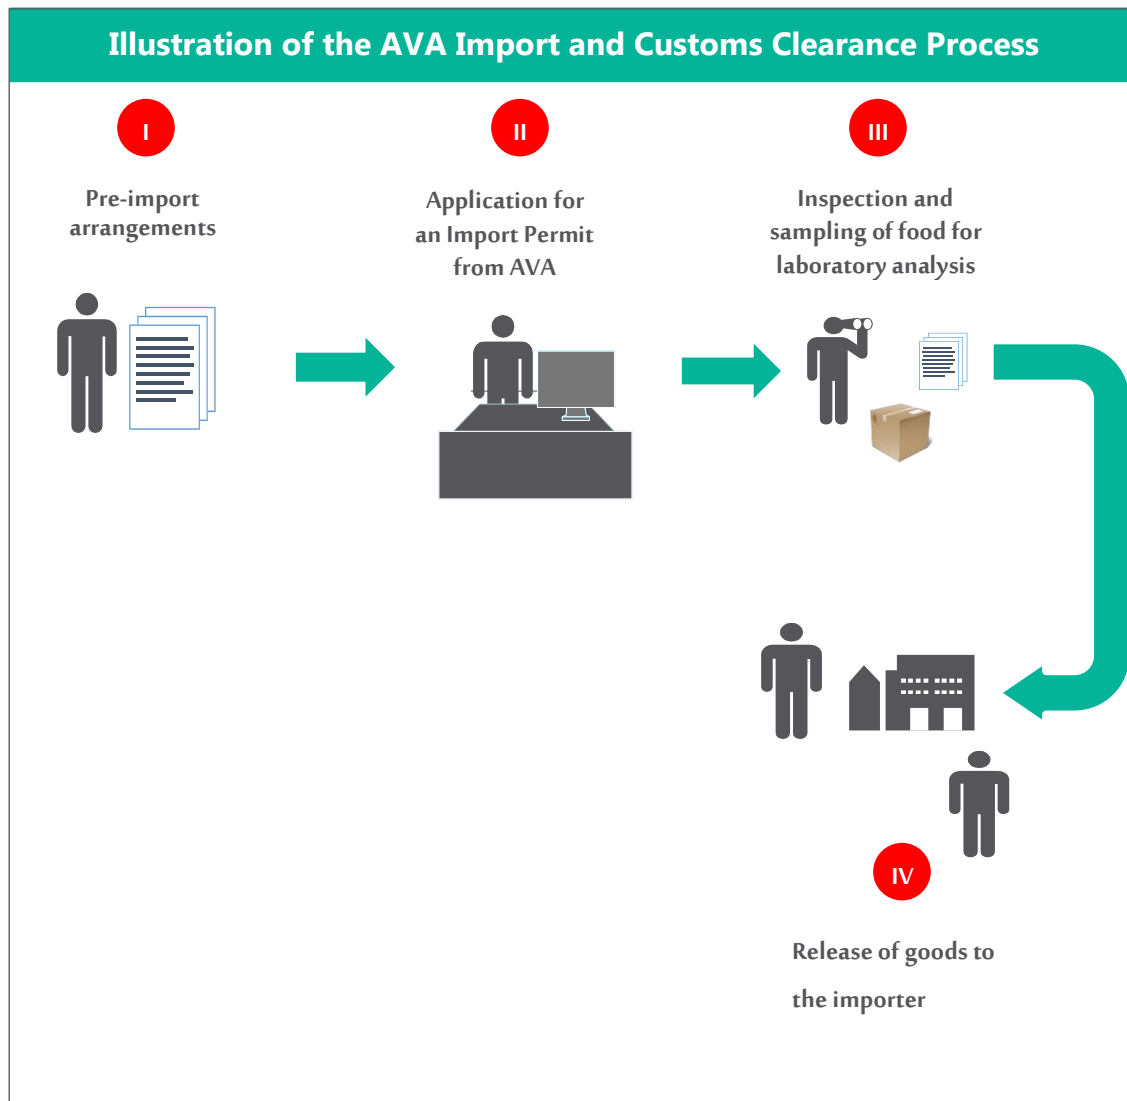 Illustration of the AVA Import and Customs Clearance Process
I
Pre-import
arrangements
II
Application for
an Import Permit
from AVA
III
Inspection and
sampling of food for
laboratory analysis
IV
Release of goods to
the importer